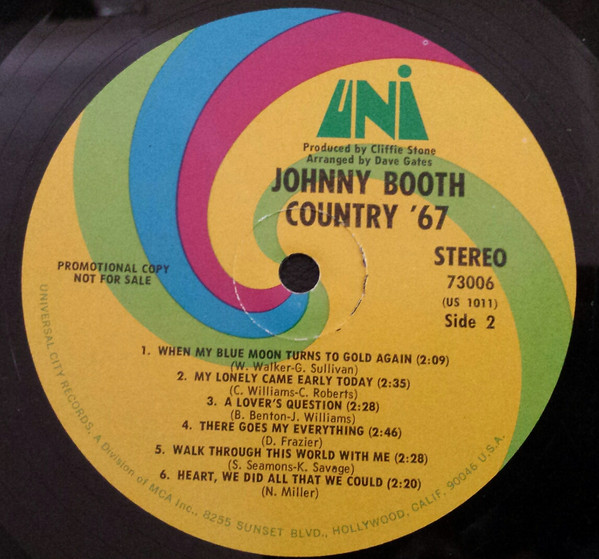 UNI
Produced by Cliffie Stone
Arranged by Dave Gates
JOHNNY BOOTH
COUNTRY '67
STEREO
73006
(US 1011)
Side 2
PROMOTIONAL COPY
NOT FOR SALE
1. WHEN MY BLUE MOON TURNS TO GOLD AGAIN (2:09)
(W. Walker-G. Sullivan)
2. MY LONELY CAME EARLY TODAY (2:35)
(C. Williams-C. Roberts)
3. A LOVER'S QUESTION (2:28)
(B. Benton-J. Williams)
4. THERE GOES MY EVERYTHING (2:46)
(D. Frazier)
5. WALK THROUGH THIS WORLD WITH ME (2:28)
(S. Seamons-K. Savage)
6. HEART, WE DID ALL THAT WE COULD (2:20)
(N. Miller)
UNIVERSAL CITY RECORDS, A Division of MCA Inc., 8255 SUNSET BLVD., HOLLYWOOD, CALIF. 90046 U.S.A.